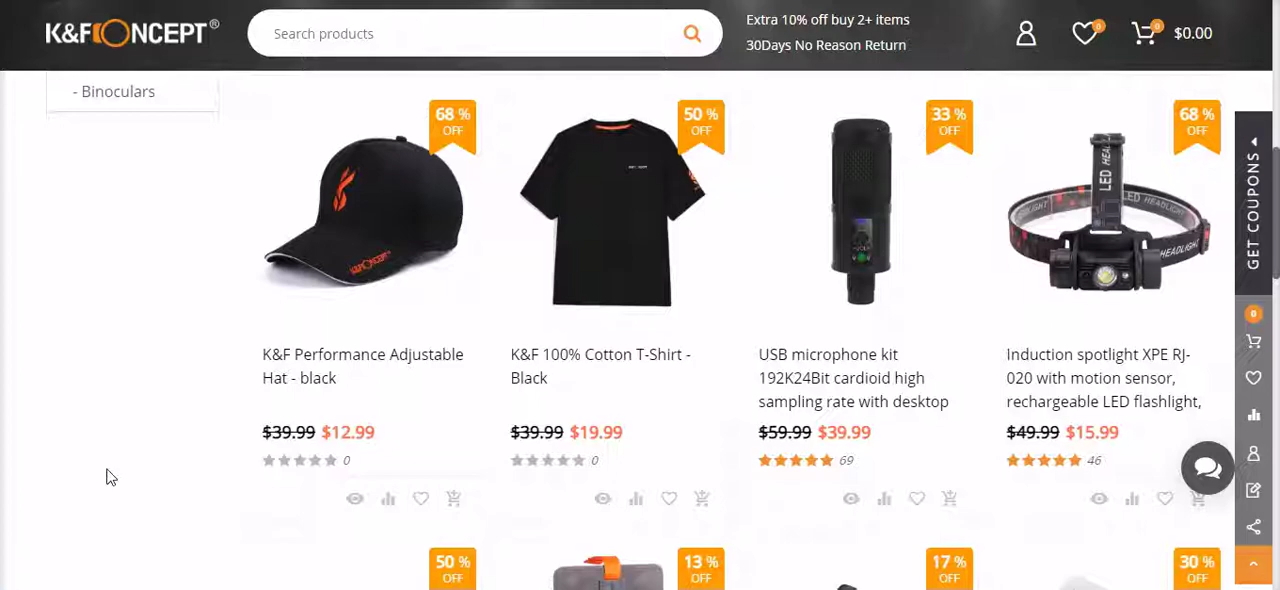 K&FCONCEPT®
Search products
Extra 10% off buy 2+ items
30Days No Reason Return
0
0
$0.00
- Binoculars
68 %
OFF
50 %
OFF
33 %
OFF
68 %
OFF
K&FCONCEPT
LED HEADLIGHT
HEADLIGHT
GET COUPONS
K&F Performance Adjustable
Hat - black
K&F 100% Cotton T-Shirt -
Black
USB microphone kit
192K24Bit cardioid high
sampling rate with desktop
Induction spotlight XPE RJ-
020 with motion sensor,
rechargeable LED flashlight,
0
$39.99 $12.99
$39.99 $19.99
$59.99 $39.99
$49.99 $15.99
0
0
69
46
50 %
OFF
13 %
OFF
17 %
OFF
30 %
OFF